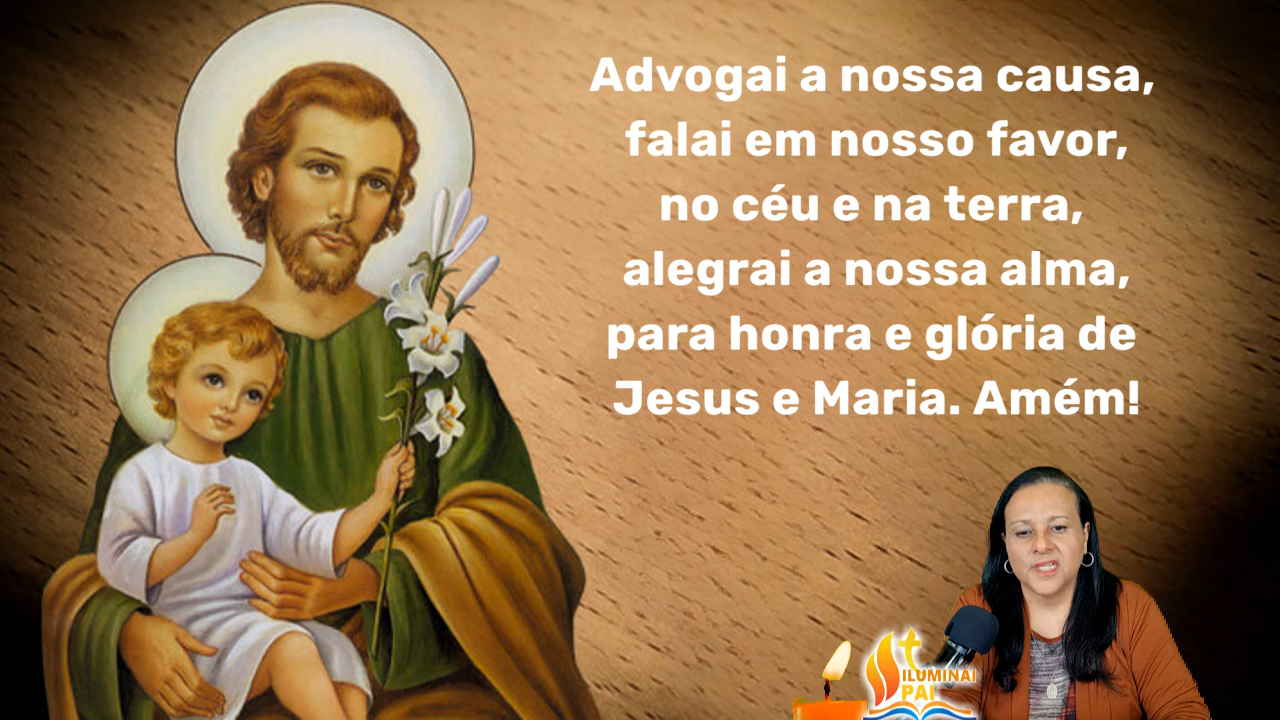 Advogai a nossa causa,
falai em nosso favor,
no céu e na terra,
alegrai a nossa alma,
para honra e glória de
Jesus e Maria. Amém!
ILUMINAI
PAI